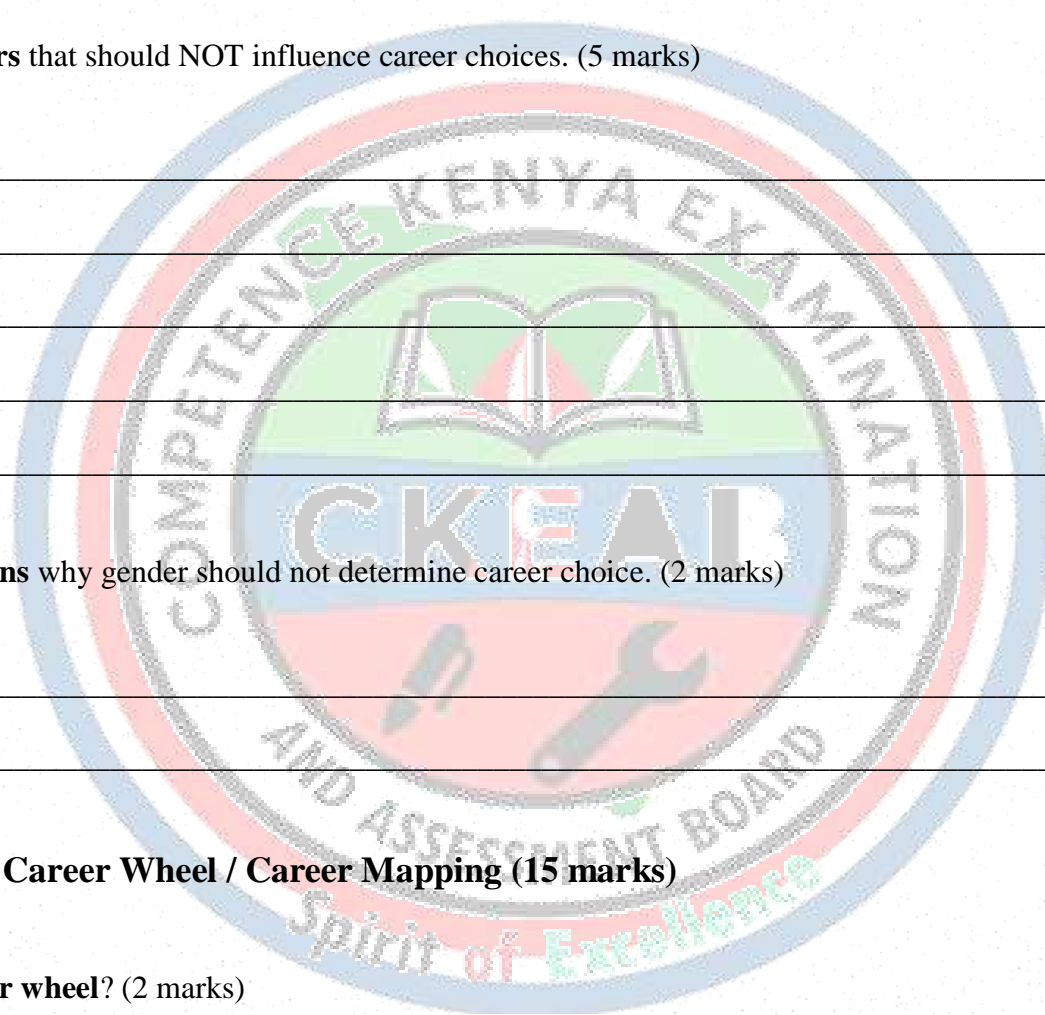 rs that should NOT influence career choices. (5 marks)
COMPETENCE KENYA EXAMINATION
CKEAB
ns why gender should not determine career choice. (2 marks)
AND ASSESSMENT BOARD
Career Wheel / Career Mapping (15 marks)
Spirit of Excellence
r wheel? (2 marks)